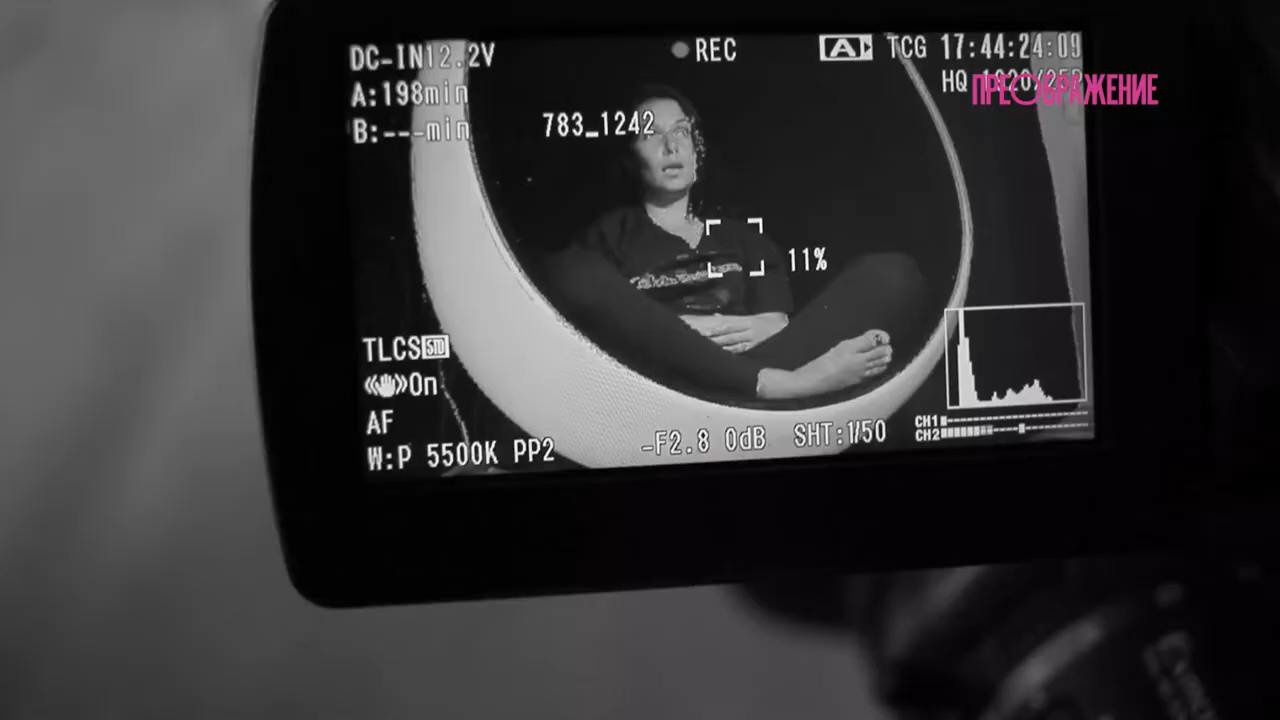 DC-IN12.2V
REC
A
TCG 17:44:24:09
A:198min
HQ
ПРЕОБРАЖЕНИЕ
B:---min
783_1242
11%
TLCS STD
On
AF
W:P 5500K PP2
-F2.8 0dB SHT:1/50
CH1
CH2